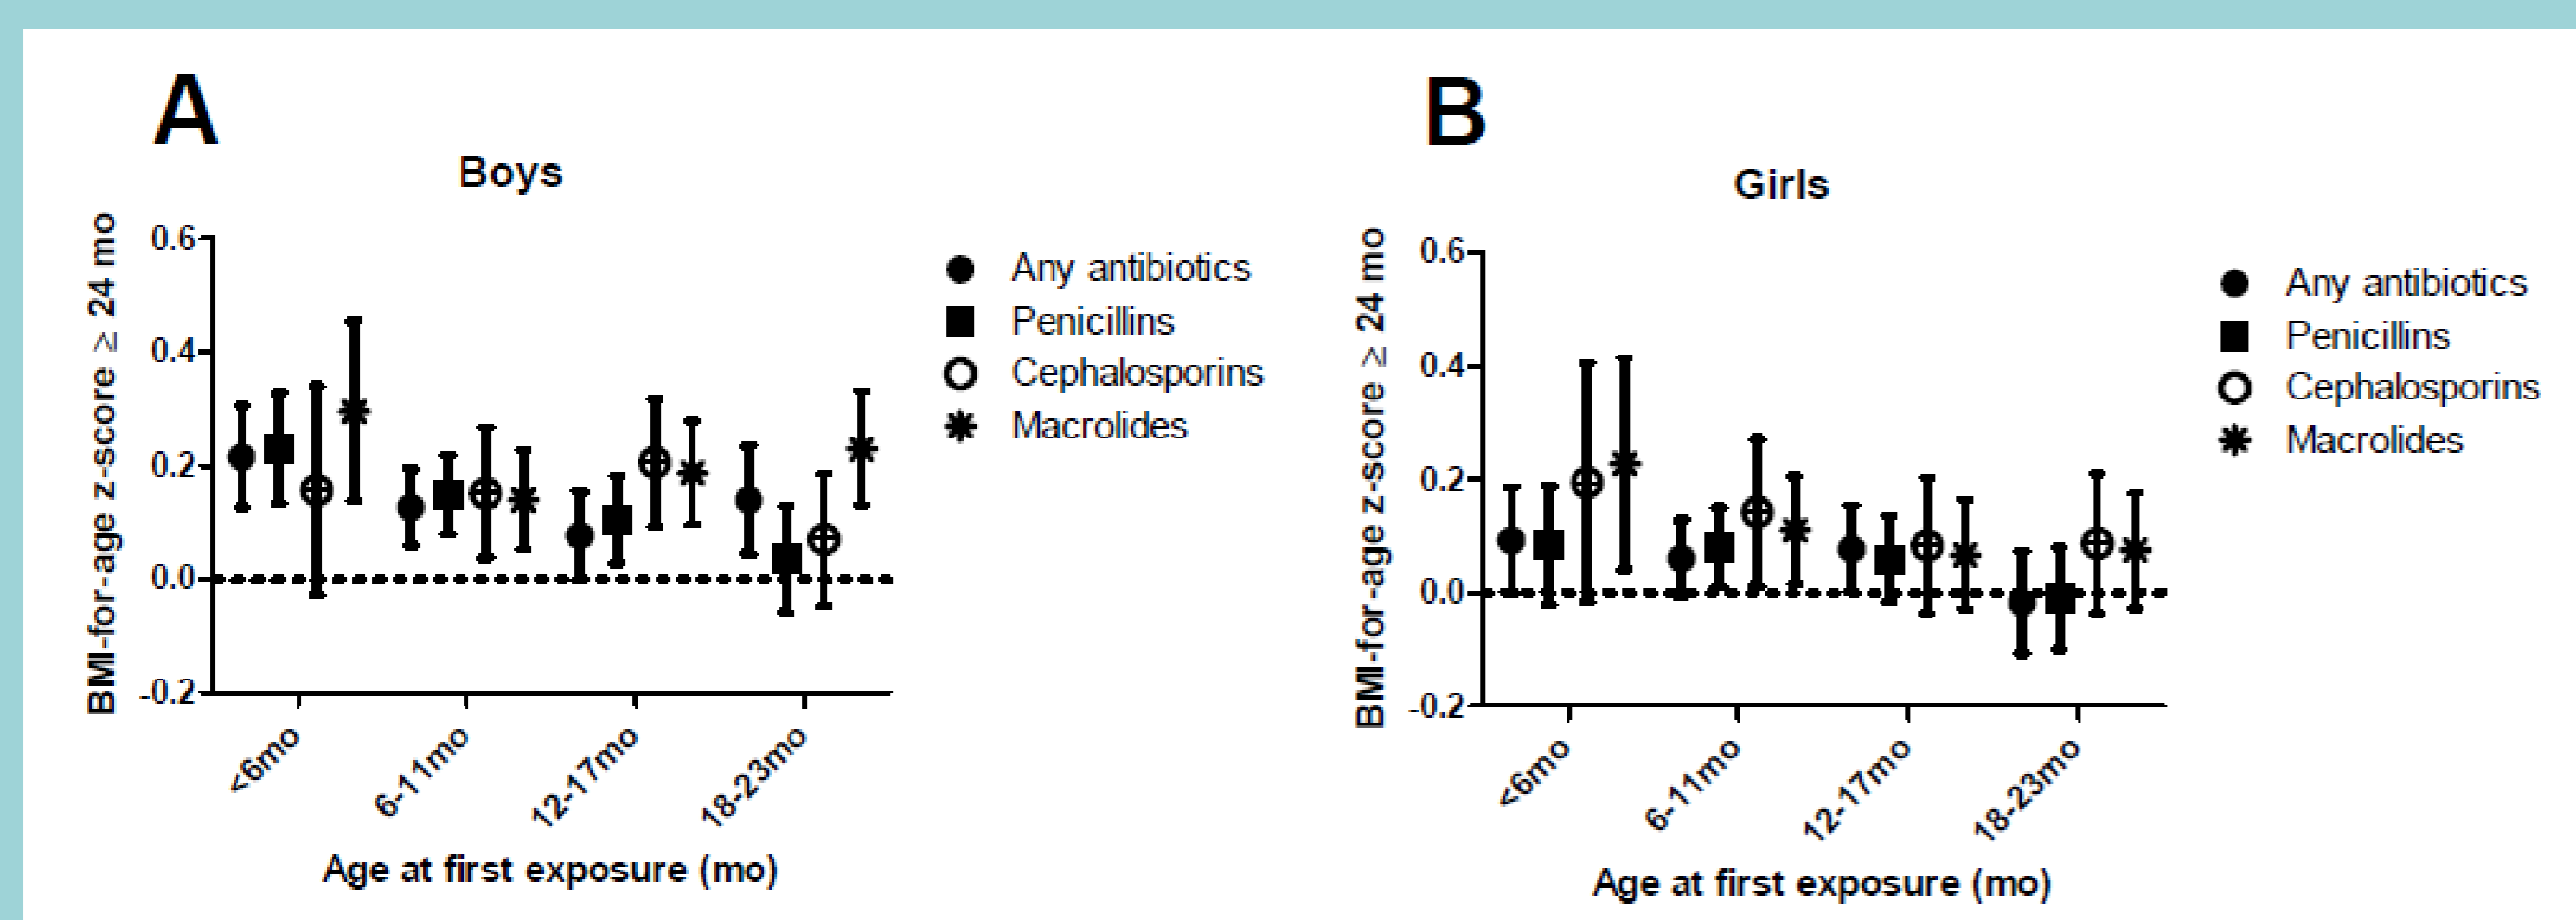 A
Boys
BMI-for-age z-score ≥ 24 mo
0.6
0.4
0.2
0.0
-0.2
<6mo
6-11mo
12-17mo
18-23mo
Age at first exposure (mo)
Any antibiotics
Penicillins
Cephalosporins
Macrolides
B
Girls
BMI-for-age z-score ≥ 24 mo
0.6
0.4
0.2
0.0
-0.2
<6mo
6-11mo
12-17mo
18-23mo
Age at first exposure (mo)
Any antibiotics
Penicillins
Cephalosporins
Macrolides